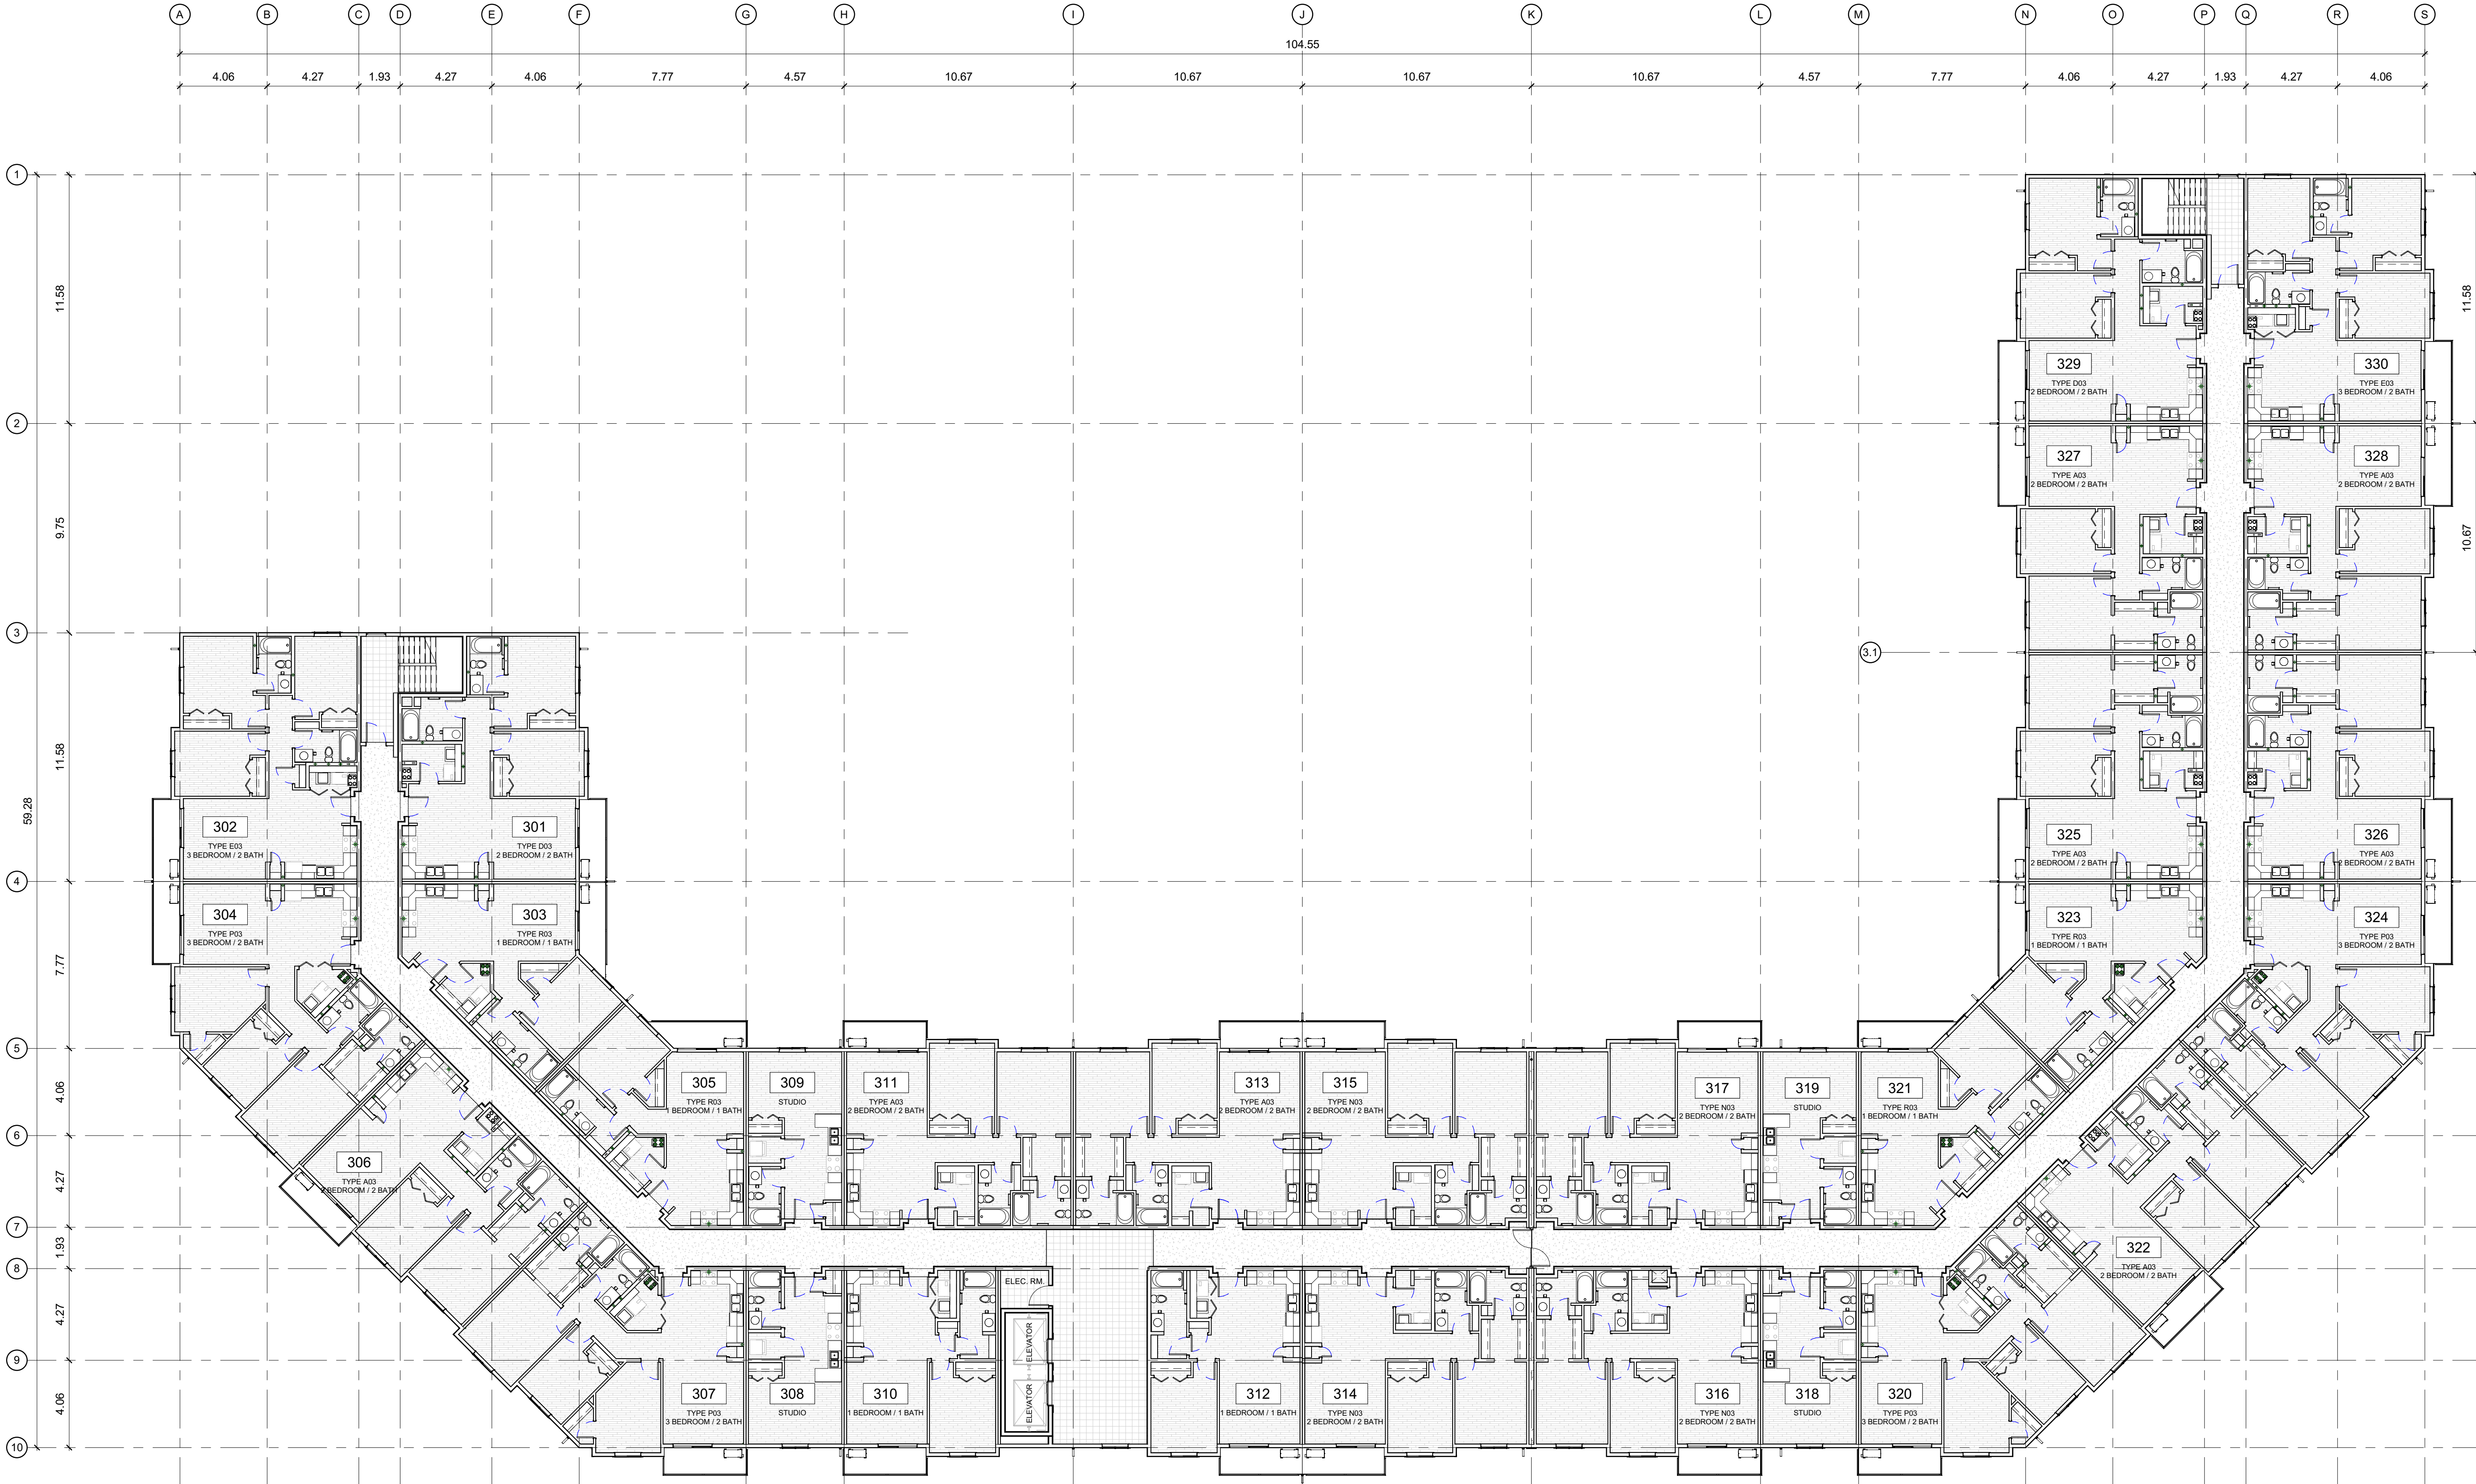 A B C D E F G H I J K L M N O P Q R S
104.55
4.06 4.27 1.93 4.27 4.06 7.77 4.57 10.67 10.67 10.67 10.67 4.57 7.77 4.06 4.27 1.93 4.27 4.06
1
11.58
11.58
329
TYPE D03
2 BEDROOM / 2 BATH
330
TYPE E03
3 BEDROOM / 2 BATH
2
327
TYPE A03
2 BEDROOM / 2 BATH
328
TYPE A03
2 BEDROOM / 2 BATH
9.75
10.67
3
3.1
11.58
59.28
302
TYPE E03
3 BEDROOM / 2 BATH
301
TYPE D03
2 BEDROOM / 2 BATH
325
TYPE A03
2 BEDROOM / 2 BATH
326
TYPE A03
2 BEDROOM / 2 BATH
4
304
TYPE P03
3 BEDROOM / 2 BATH
303
TYPE R03
1 BEDROOM / 1 BATH
323
TYPE R03
1 BEDROOM / 1 BATH
324
TYPE P03
3 BEDROOM / 2 BATH
7.77
5
4.06
305
TYPE R03
1 BEDROOM / 1 BATH
309
STUDIO
311
TYPE A03
2 BEDROOM / 2 BATH
313
TYPE A03
2 BEDROOM / 2 BATH
315
TYPE N03
2 BEDROOM / 2 BATH
317
TYPE N03
2 BEDROOM / 2 BATH
319
STUDIO
321
TYPE R03
1 BEDROOM / 1 BATH
6
306
TYPE A03
2 BEDROOM / 2 BATH
4.27
7
1.93
322
TYPE A03
2 BEDROOM / 2 BATH
8
ELEC. RM.
4.27
ELEVATOR
ELEVATOR
9
4.06
307
TYPE P03
3 BEDROOM / 2 BATH
308
STUDIO
310
1 BEDROOM / 1 BATH
312
1 BEDROOM / 1 BATH
314
TYPE N03
2 BEDROOM / 2 BATH
316
TYPE N03
2 BEDROOM / 2 BATH
318
STUDIO
320
TYPE P03
3 BEDROOM / 2 BATH
10